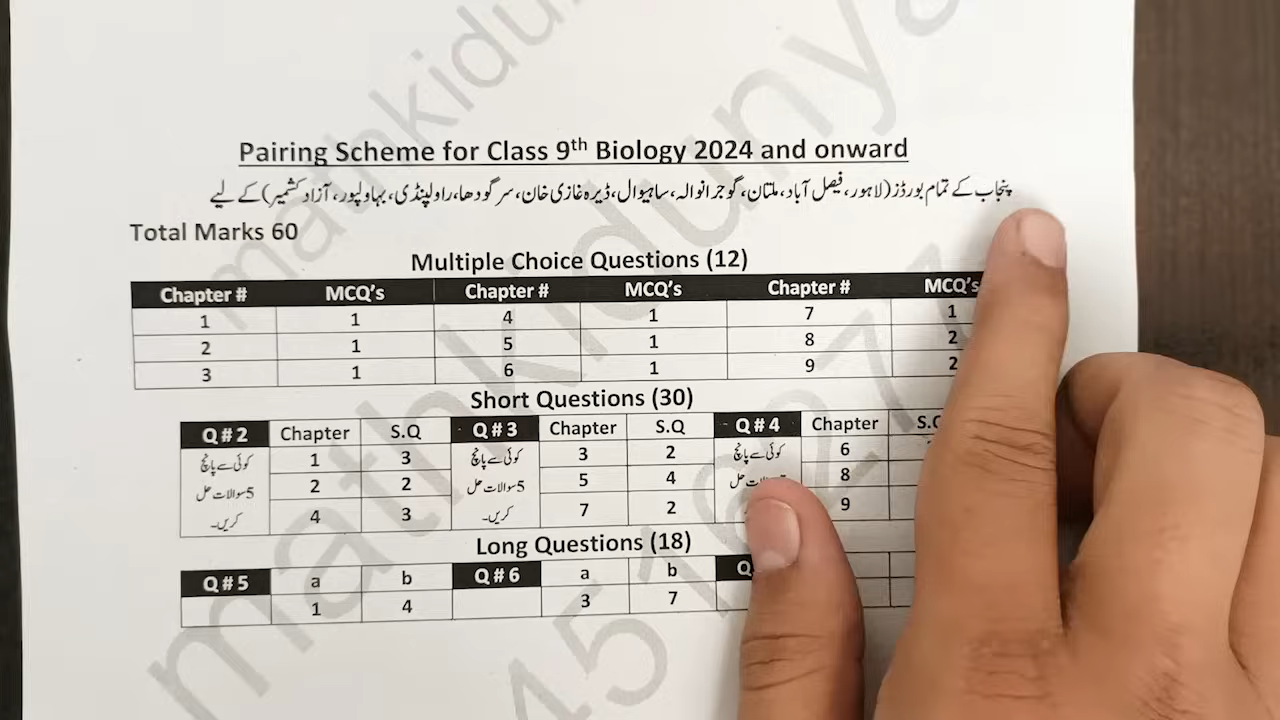 Pairing Scheme for Class 9th Biology 2024 and onward
پنجاب کے تمام بورڈز (لاہور، فیصل آباد، ملتان، گوجرانوالہ، ساہیوال، ڈیرہ غازی خان، سرگودھا، راولپنڈی، بہاولپور، آزاد کشمیر) کے لیے
Total Marks 60
Multiple Choice Questions (12)
Chapter # MCQ's Chapter # MCQ's Chapter # MCQ's
1 1 4 1 7 1
2 1 5 1 8 2
3 1 6 1 9 2
Short Questions (30)
Q # 2 Chapter S.Q Q # 3 Chapter S.Q Q # 4 Chapter
کوئی سے پانچ 1 3 کوئی سے پانچ 3 2 کوئی سے پانچ 6
5 سوالات حل 2 2 5 سوالات حل 5 4 حل 8
کریں۔ 4 3 کریں۔ 7 2 9
Long Questions (18)
Q # 5 a b Q # 6 a b
1 4 3 7
mathkidunya